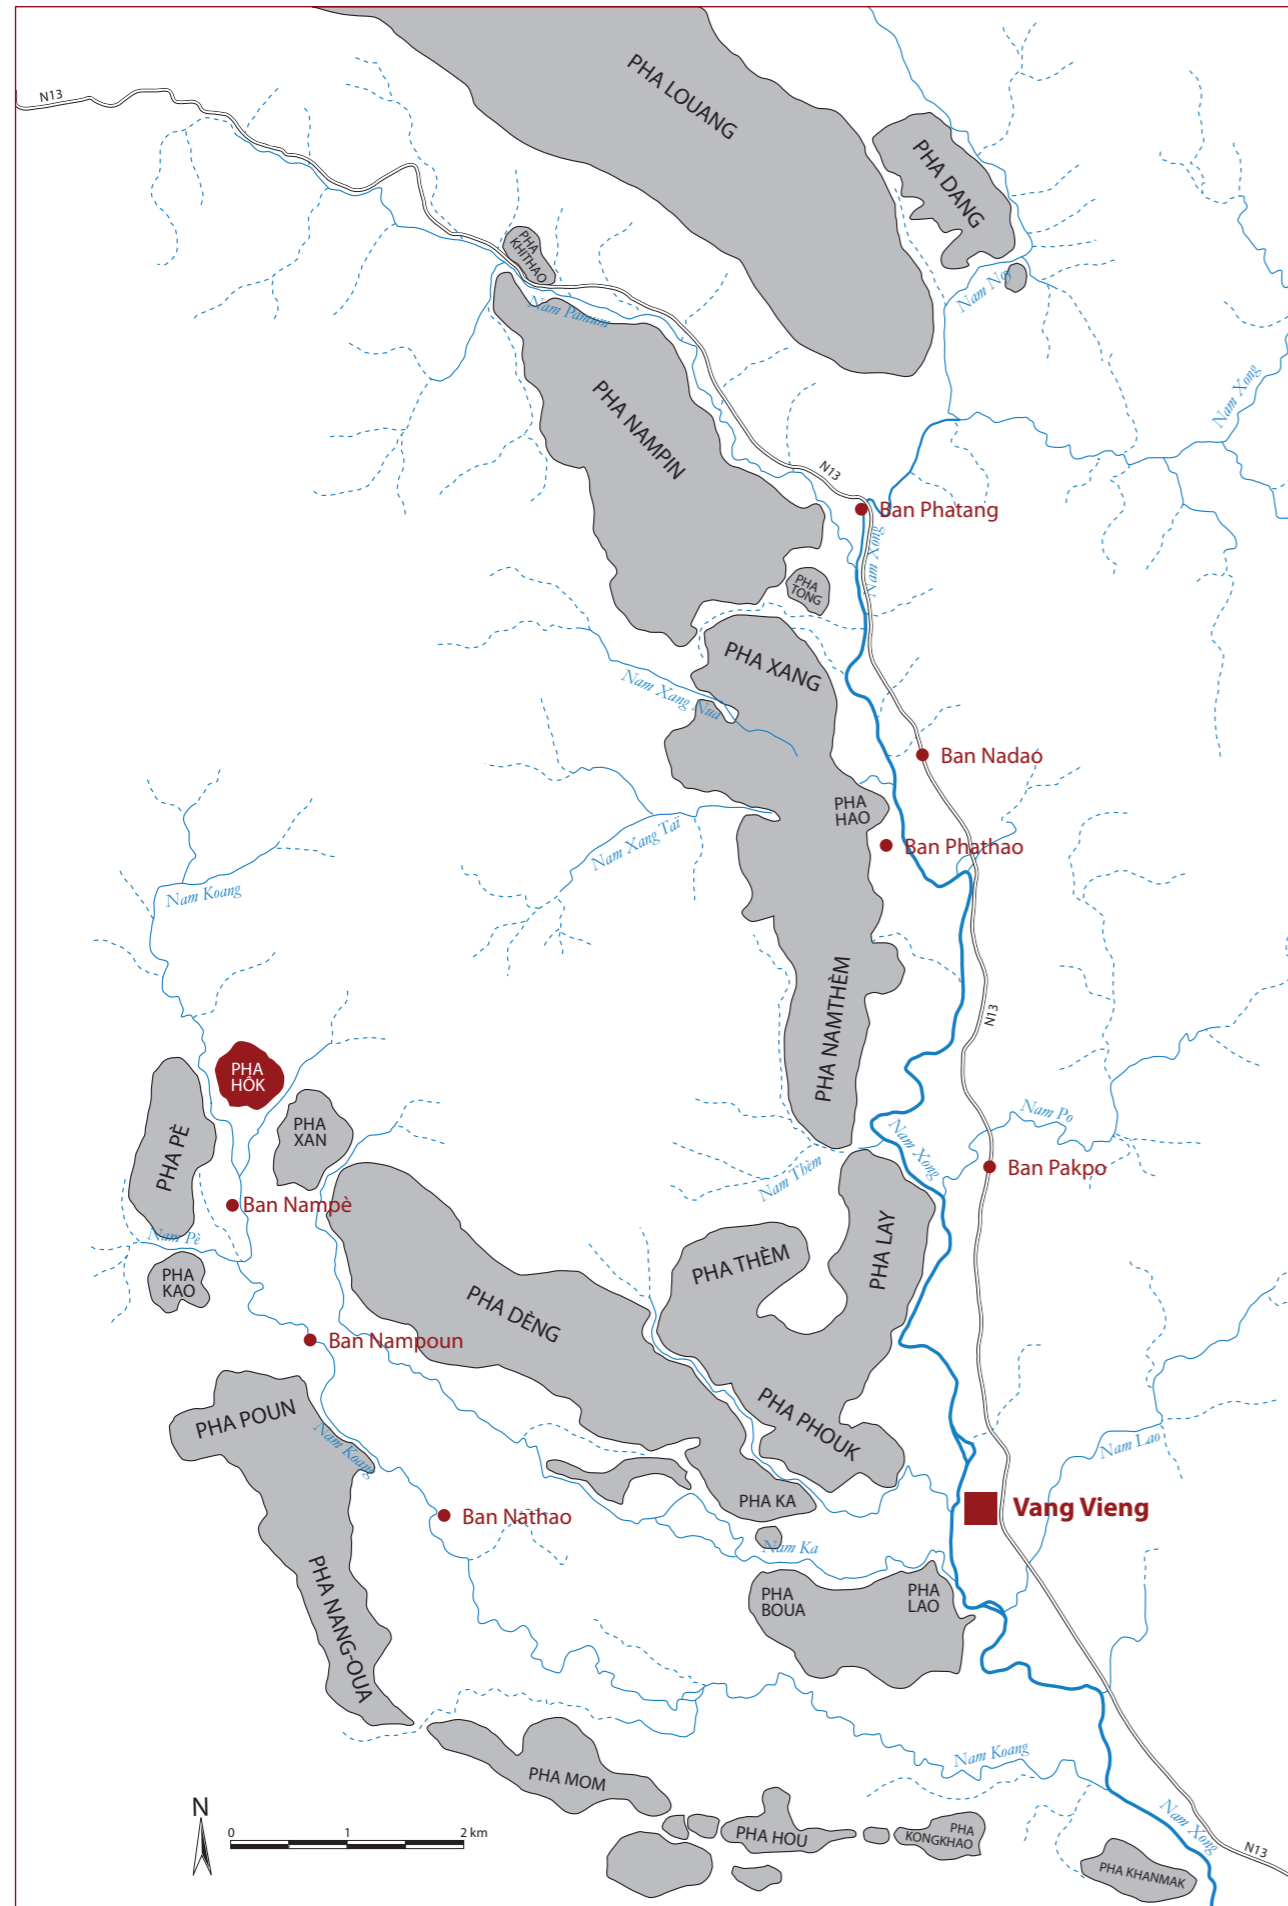 N13
PHA LOUANG
PHA DANG
PHA
KHITHAO
Nam Noy
Nam Pamum
Nam Xong
PHA NAMPIN
N13
Ban Phatang
Nam Xong
PHA
TONG
PHA XANG
Nam Xang Nua
Ban Nadao
PHA
HAO
Nam Xang Taï
Ban Phathao
Nam Koang
PHA NAMTHÈM
N13
PHA
HÔK
PHA
XAN
PHA PÈ
Nam Po
Nam Xong
Ban Pakpo
Nam Thèm
Ban Nampè
Nam Pè
PHA
KAO
PHA THÈM
PHA LAY
PHA DÈNG
Ban Nampoun
PHA POUN
PHA PHOUK
Nam Koang
Nam Lao
PHA KA
Vang Vieng
Ban Nathao
Nam Ka
PHA
BOUA
PHA
LAO
PHA NANG-OUA
Nam Koang
PHA MOM
Nam Xong
N
0 1 2 km
PHA HOU
PHA
KONGKHAO
N13
PHA KHANMAK